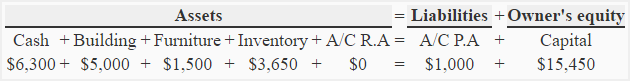 Assets = Liabilities + Owner's equity
Cash + Building + Furniture + Inventory + A/C R.A = A/C P.A + Capital
$6,300 + $5,000 + $1,500 + $3,650 + $0 = $1,000 + $15,450